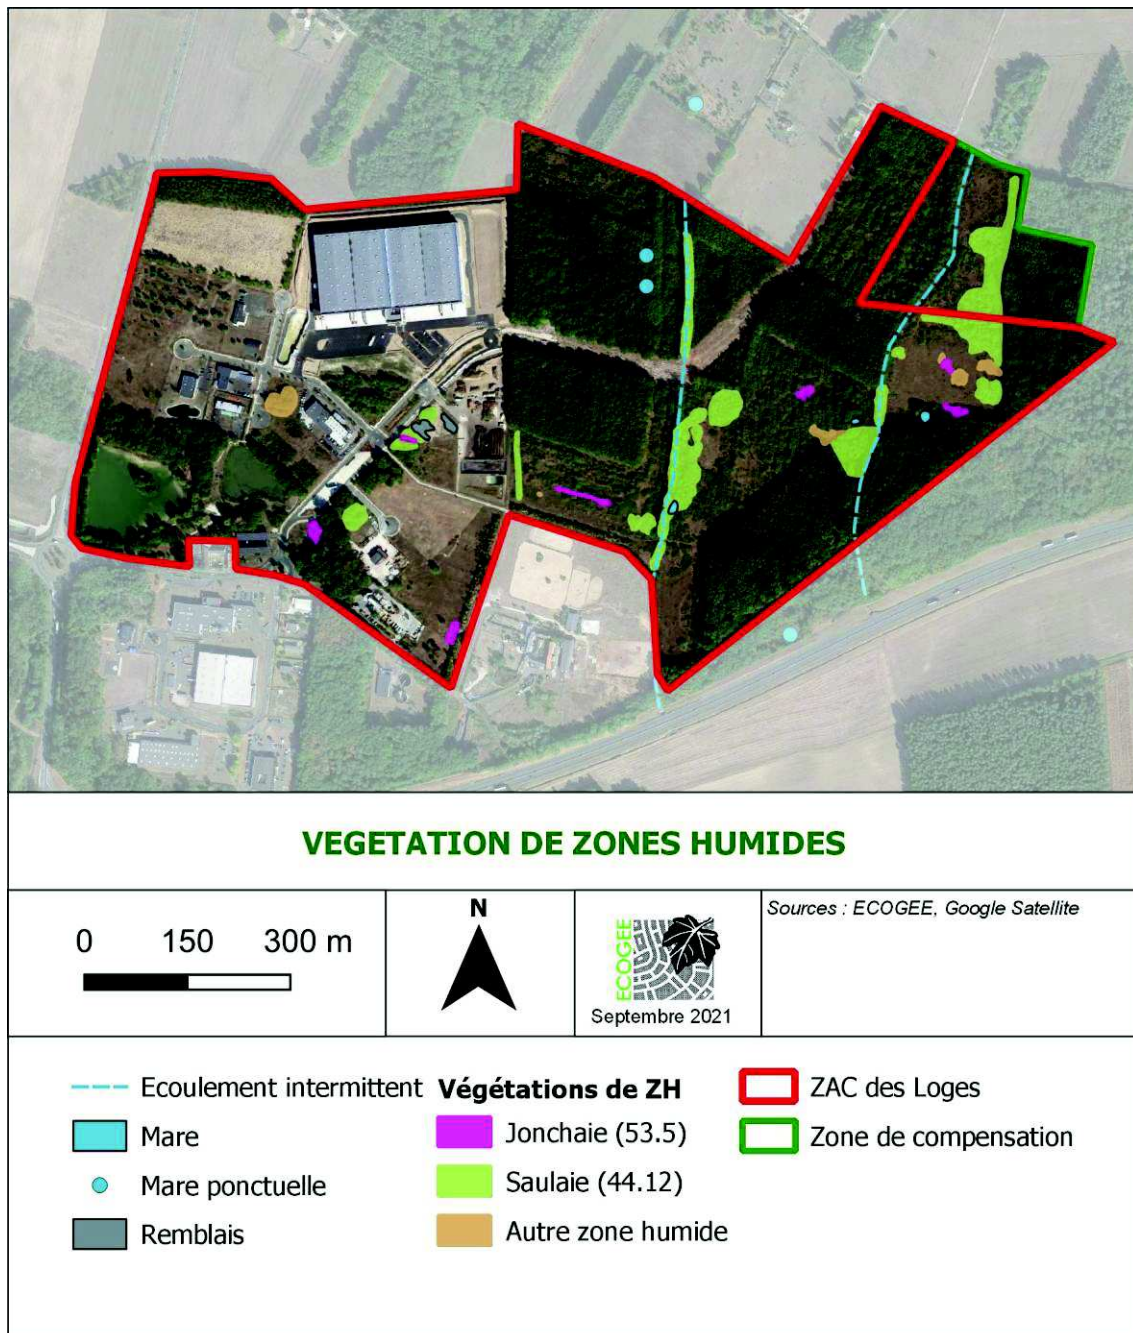 VEGETATION DE ZONES HUMIDES
0 150 300 m
N
ECOGEE
Septembre 2021
Sources : ECOGEE, Google Satellite
Ecoulement intermittent
Mare
Mare ponctuelle
Remblais
Végétations de ZH
Jonchaie (53.5)
Saulaie (44.12)
Autre zone humide
ZAC des Loges
Zone de compensation